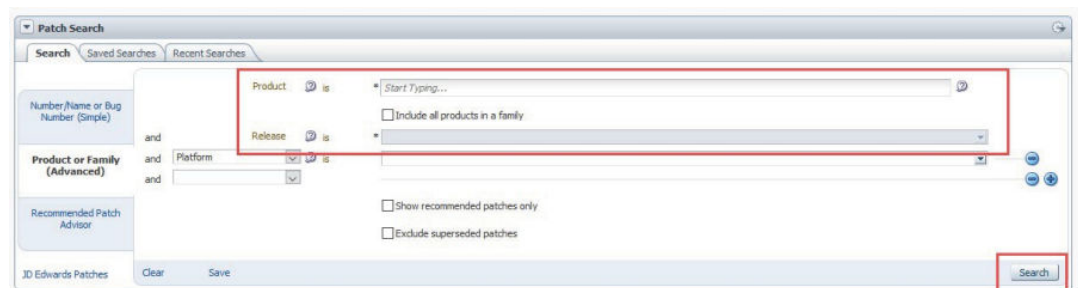 Patch Search
Search Saved Searches Recent Searches
Number/Name or Bug Number (Simple)
Product or Family (Advanced)
Recommended Patch Advisor
JD Edwards Patches
Product is * Start Typing...
Include all products in a family
and Release is *
and Platform is
and
Show recommended patches only
Exclude superseded patches
Clear Save Search